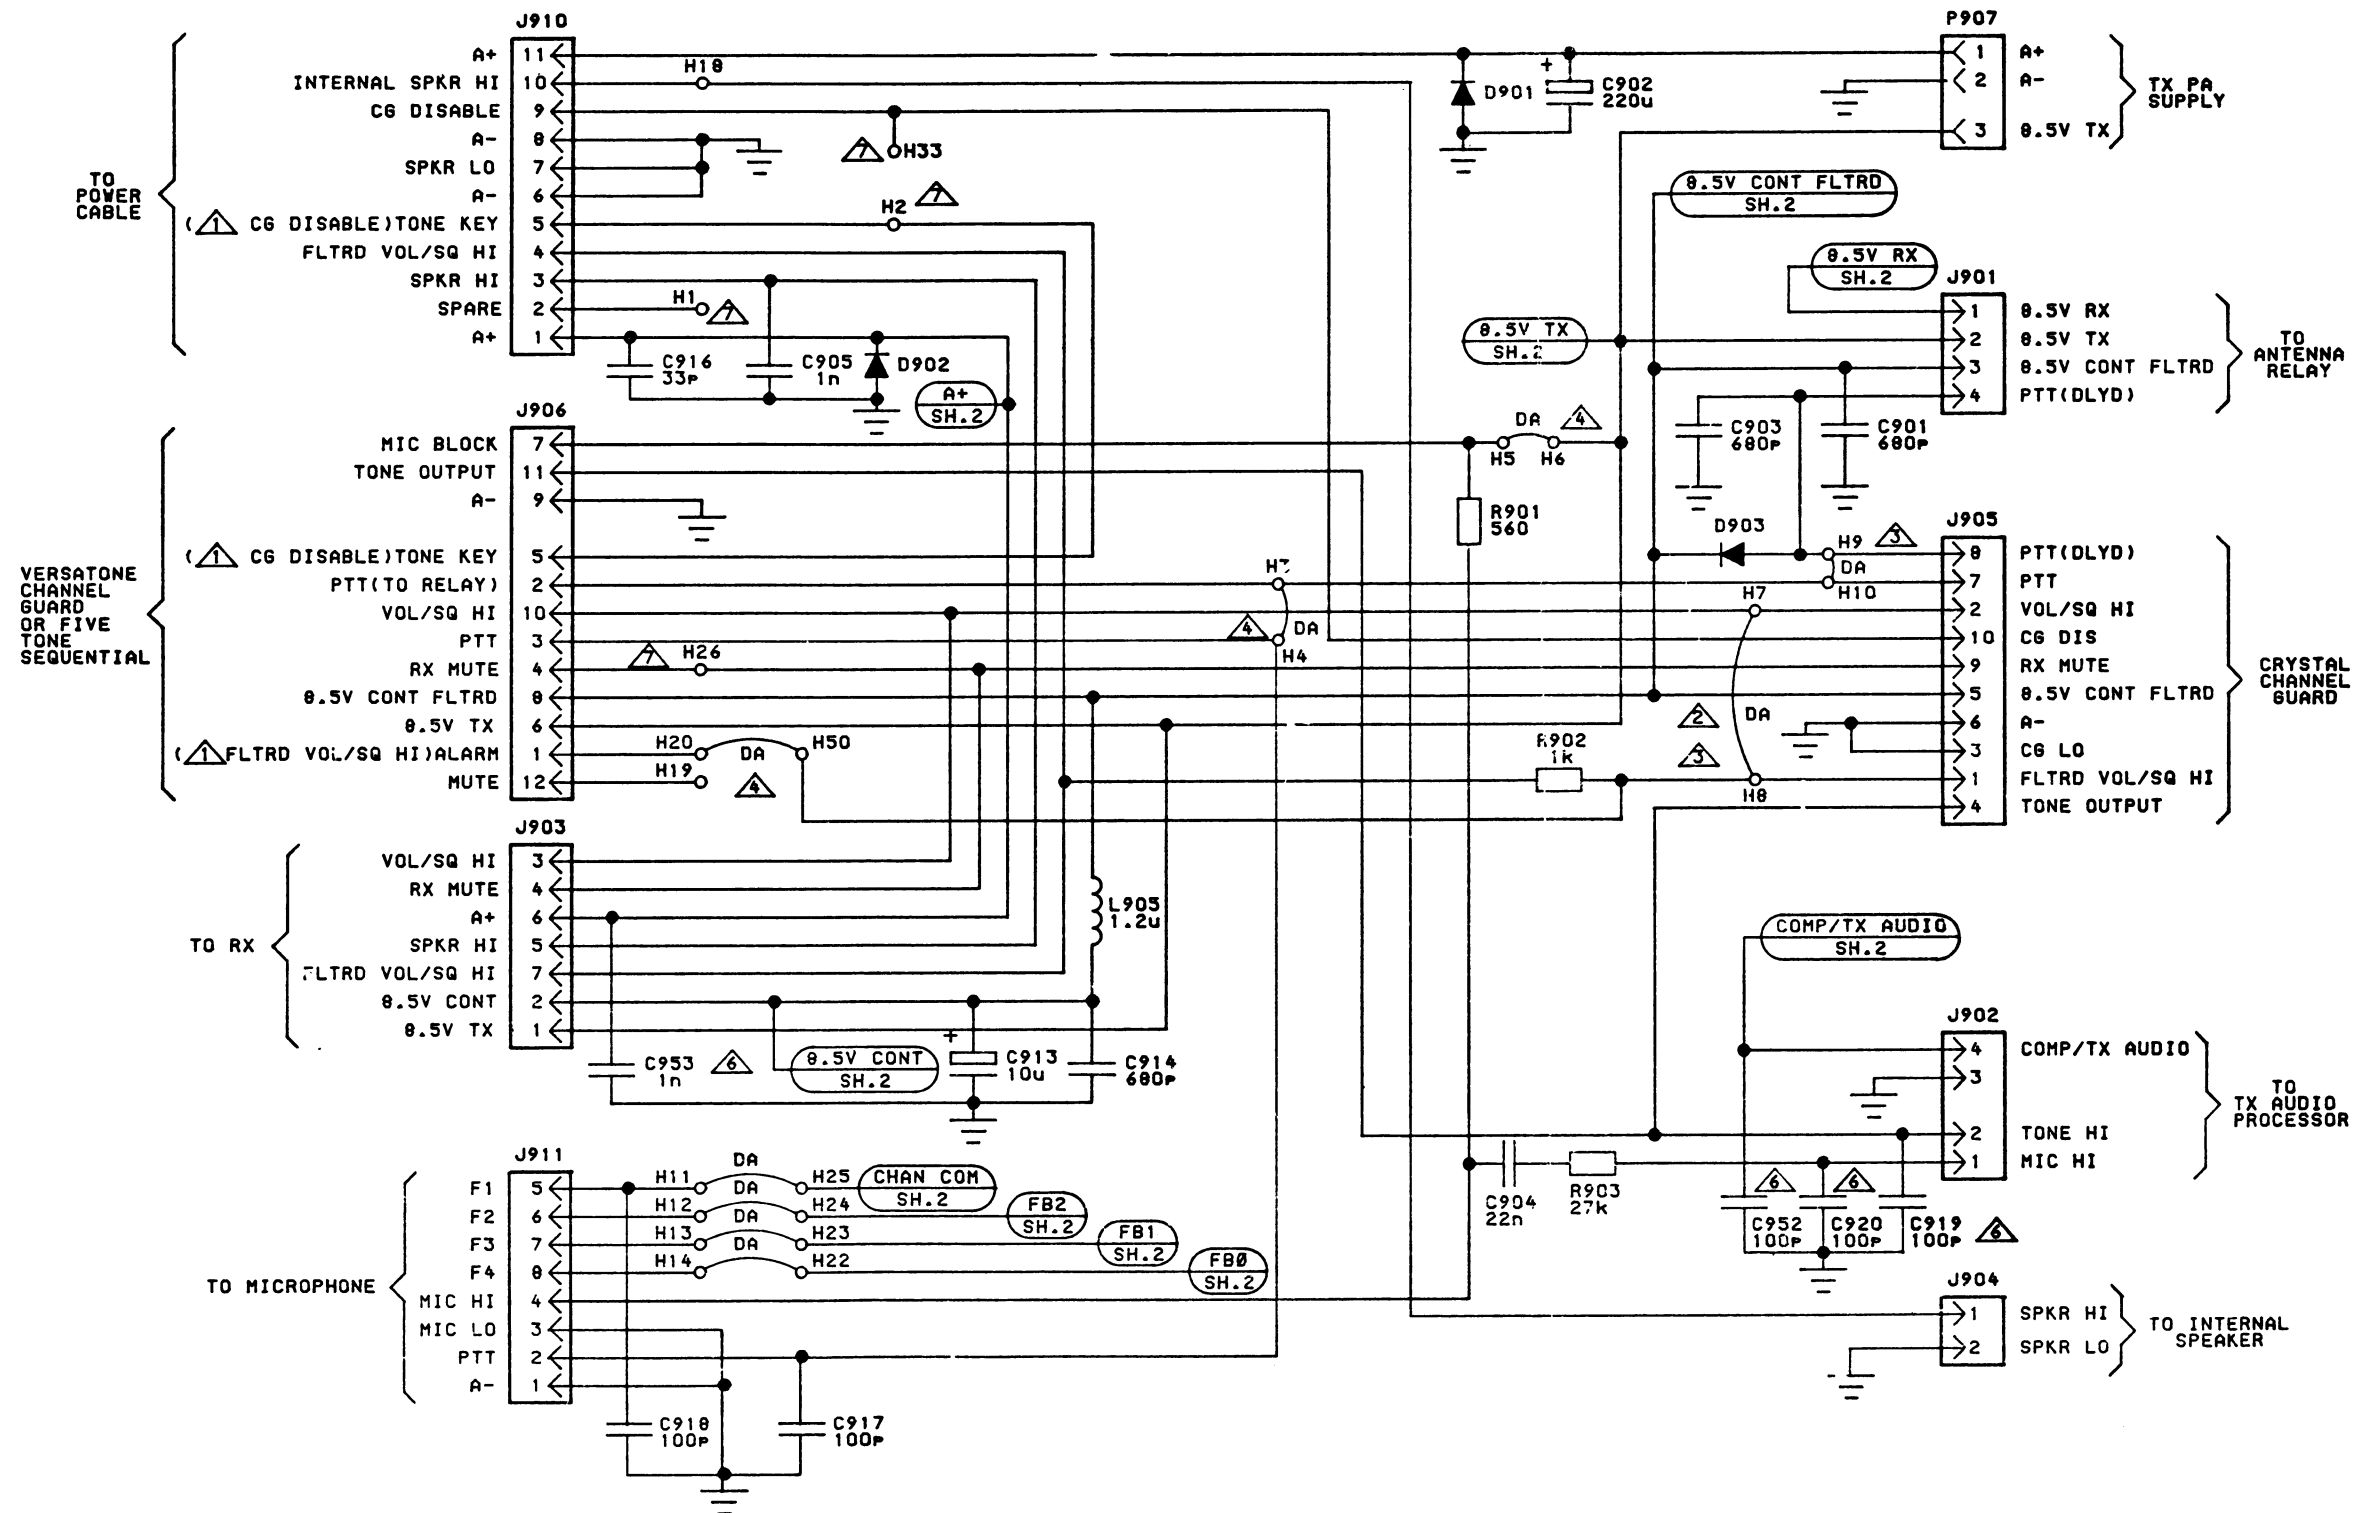 J910
A+ 11
INTERNAL SPKR HI 10
CG DISABLE 9
A- 8
SPKR LO 7
A- 6
(1 CG DISABLE)TONE KEY 5
FLTRD VOL/SQ HI 4
SPKR HI 3
SPARE 2
A+ 1
TO
POWER
CABLE
H18
7 H33
H2 7
H1 7
C916
33p
C905
1n
D902
A+
SH.2
J906
MIC BLOCK 7
TONE OUTPUT 11
A- 9
(1 CG DISABLE)TONE KEY 5
PTT(TO RELAY) 2
VOL/SQ HI 10
PTT 3
RX MUTE 4
8.5V CONT FLTRD 8
8.5V TX 6
(1 FLTRD VOL/SQ HI)ALARM 1
MUTE 12
VERSATONE
CHANNEL
GUARD
OR FIVE
TONE
SEQUENTIAL
7 H26
H20 DA H50
H19 4
H3
4 DA
H4
J903
VOL/SQ HI 3
RX MUTE 4
A+ 6
SPKR HI 5
FLTRD VOL/SQ HI 7
8.5V CONT 2
8.5V TX 1
TO RX
C953
1n
6
8.5V CONT
SH.2
+
C913
10u
C914
680p
L905
1.2u
J911
F1 5
F2 6
F3 7
F4 8
MIC HI 4
MIC LO 3
PTT 2
A- 1
TO MICROPHONE
H11 DA H25
H12 DA H24
H13 DA H23
H14 DA H22
CHAN COM
SH.2
FB2
SH.2
FB1
SH.2
FB0
SH.2
C918
100p
C917
100p
P907
1 A+
2 A-
3 8.5V TX
TX PA
SUPPLY
D901
+
C902
220u
8.5V CONT FLTRD
SH.2
8.5V RX
SH.2
8.5V TX
SH.2
J901
1 8.5V RX
2 8.5V TX
3 8.5V CONT FLTRD
4 PTT(DLYD)
TO
ANTENNA
RELAY
DA 4
H5 H6
R901
560
C903
680p
C901
680p
D903
H9 3
DA
H10
H7
2 DA
3
H8
R902
1k
J905
8 PTT(DLYD)
7 PTT
2 VOL/SQ HI
10 CG DIS
9 RX MUTE
5 8.5V CONT FLTRD
6 A-
3 CG LO
1 FLTRD VOL/SQ HI
4 TONE OUTPUT
CRYSTAL
CHANNEL
GUARD
COMP/TX AUDIO
SH.2
J902
4 COMP/TX AUDIO
3
2 TONE HI
1 MIC HI
TO
TX AUDIO
PROCESSOR
C904
22n
R903
27k
6 6
C952
100p
C920
100p
C919
100p
6
J904
1 SPKR HI
2 SPKR LO
TO INTERNAL
SPEAKER